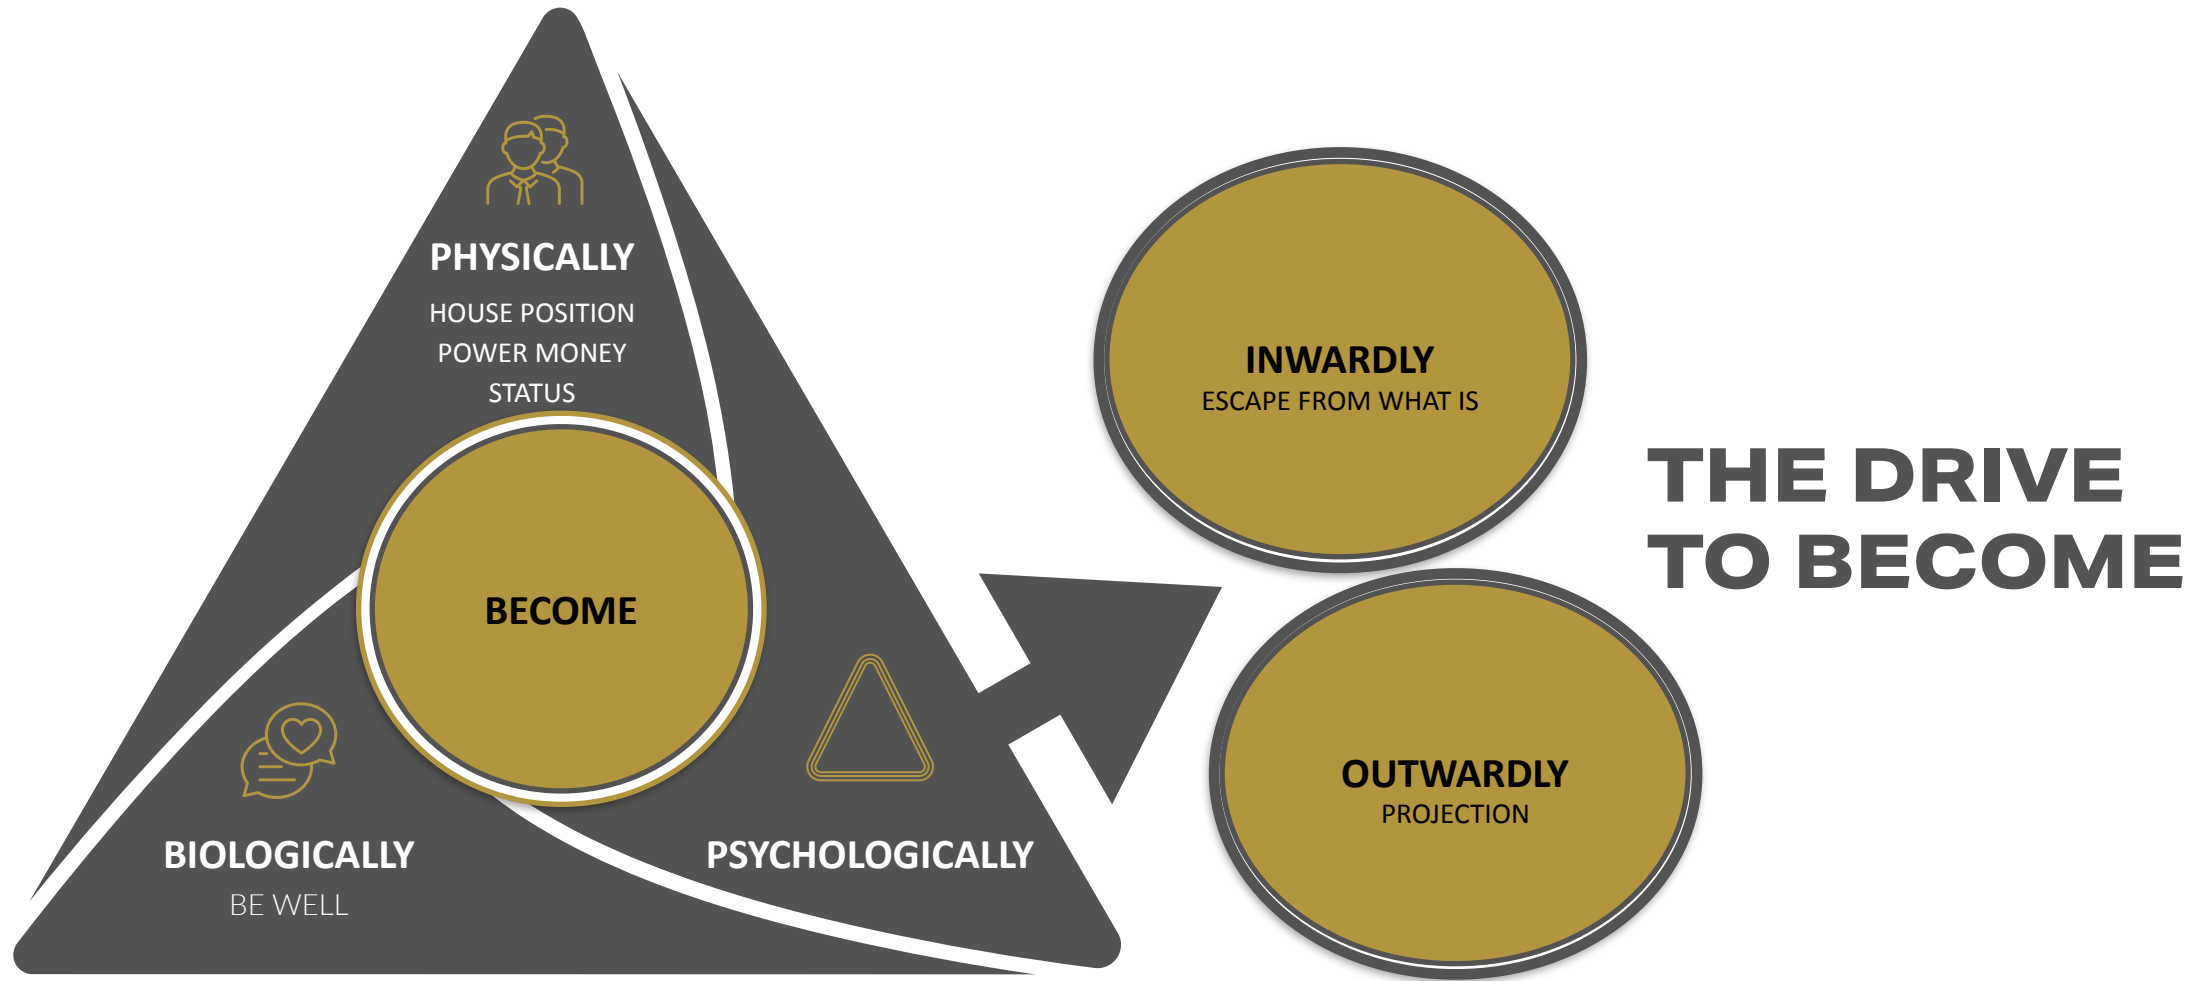 PHYSICALLY
HOUSE POSITION
POWER MONEY
STATUS
BECOME
BIOLOGICALLY
BE WELL
PSYCHOLOGICALLY
INWARDLY
ESCAPE FROM WHAT IS
OUTWARDLY
PROJECTION
THE DRIVE
TO BECOME